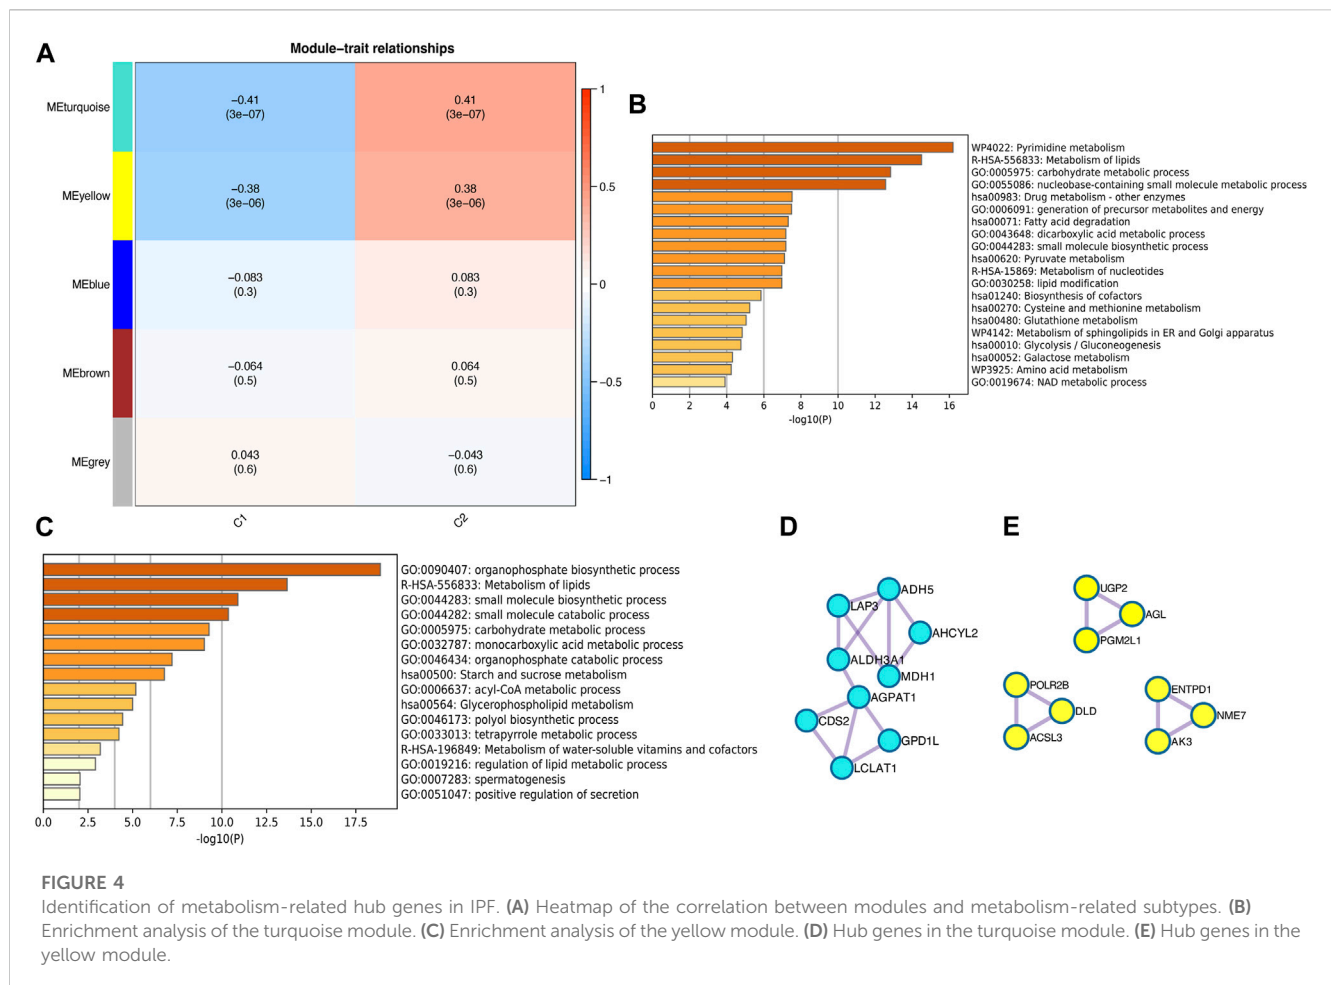 A
Module−trait relationships
MEturquoise
−0.41
(3e−07)
0.41
(3e−07)
MEyellow
−0.38
(3e−06)
0.38
(3e−06)
MEblue
−0.083
(0.3)
0.083
(0.3)
MEbrown
−0.064
(0.5)
0.064
(0.5)
MEgrey
0.043
(0.6)
−0.043
(0.6)
C1
C2
1
0.5
0
−0.5
−1
B
WP4022: Pyrimidine metabolism
R-HSA-556833: Metabolism of lipids
GO:0005975: carbohydrate metabolic process
GO:0055086: nucleobase-containing small molecule metabolic process
hsa00983: Drug metabolism - other enzymes
GO:0006091: generation of precursor metabolites and energy
hsa00071: Fatty acid degradation
GO:0043648: dicarboxylic acid metabolic process
GO:0044283: small molecule biosynthetic process
hsa00620: Pyruvate metabolism
R-HSA-15869: Metabolism of nucleotides
GO:0030258: lipid modification
hsa01240: Biosynthesis of cofactors
hsa00270: Cysteine and methionine metabolism
hsa00480: Glutathione metabolism
WP4142: Metabolism of sphingolipids in ER and Golgi apparatus
hsa00010: Glycolysis / Gluconeogenesis
hsa00052: Galactose metabolism
WP3925: Amino acid metabolism
GO:0019674: NAD metabolic process
0 2 4 6 8 10 12 14 16
-log10(P)
C
GO:0090407: organophosphate biosynthetic process
R-HSA-556833: Metabolism of lipids
GO:0044283: small molecule biosynthetic process
GO:0044282: small molecule catabolic process
GO:0005975: carbohydrate metabolic process
GO:0032787: monocarboxylic acid metabolic process
GO:0046434: organophosphate catabolic process
hsa00500: Starch and sucrose metabolism
GO:0006637: acyl-CoA metabolic process
hsa00564: Glycerophospholipid metabolism
GO:0046173: polyol biosynthetic process
GO:0033013: tetrapyrrole metabolic process
R-HSA-196849: Metabolism of water-soluble vitamins and cofactors
GO:0019216: regulation of lipid metabolic process
GO:0007283: spermatogenesis
GO:0051047: positive regulation of secretion
0.0 2.5 5.0 7.5 10.0 12.5 15.0 17.5
-log10(P)
D
ADH5
LAP3
AHCYL2
ALDH3A1
MDH1
AGPAT1
CDS2
GPD1L
LCLAT1
E
UGP2
AGL
PGM2L1
POLR2B
DLD
ACSL3
ENTPD1
NME7
AK3
FIGURE 4
Identification of metabolism-related hub genes in IPF. (A) Heatmap of the correlation between modules and metabolism-related subtypes. (B)
Enrichment analysis of the turquoise module. (C) Enrichment analysis of the yellow module. (D) Hub genes in the turquoise module. (E) Hub genes in the
yellow module.